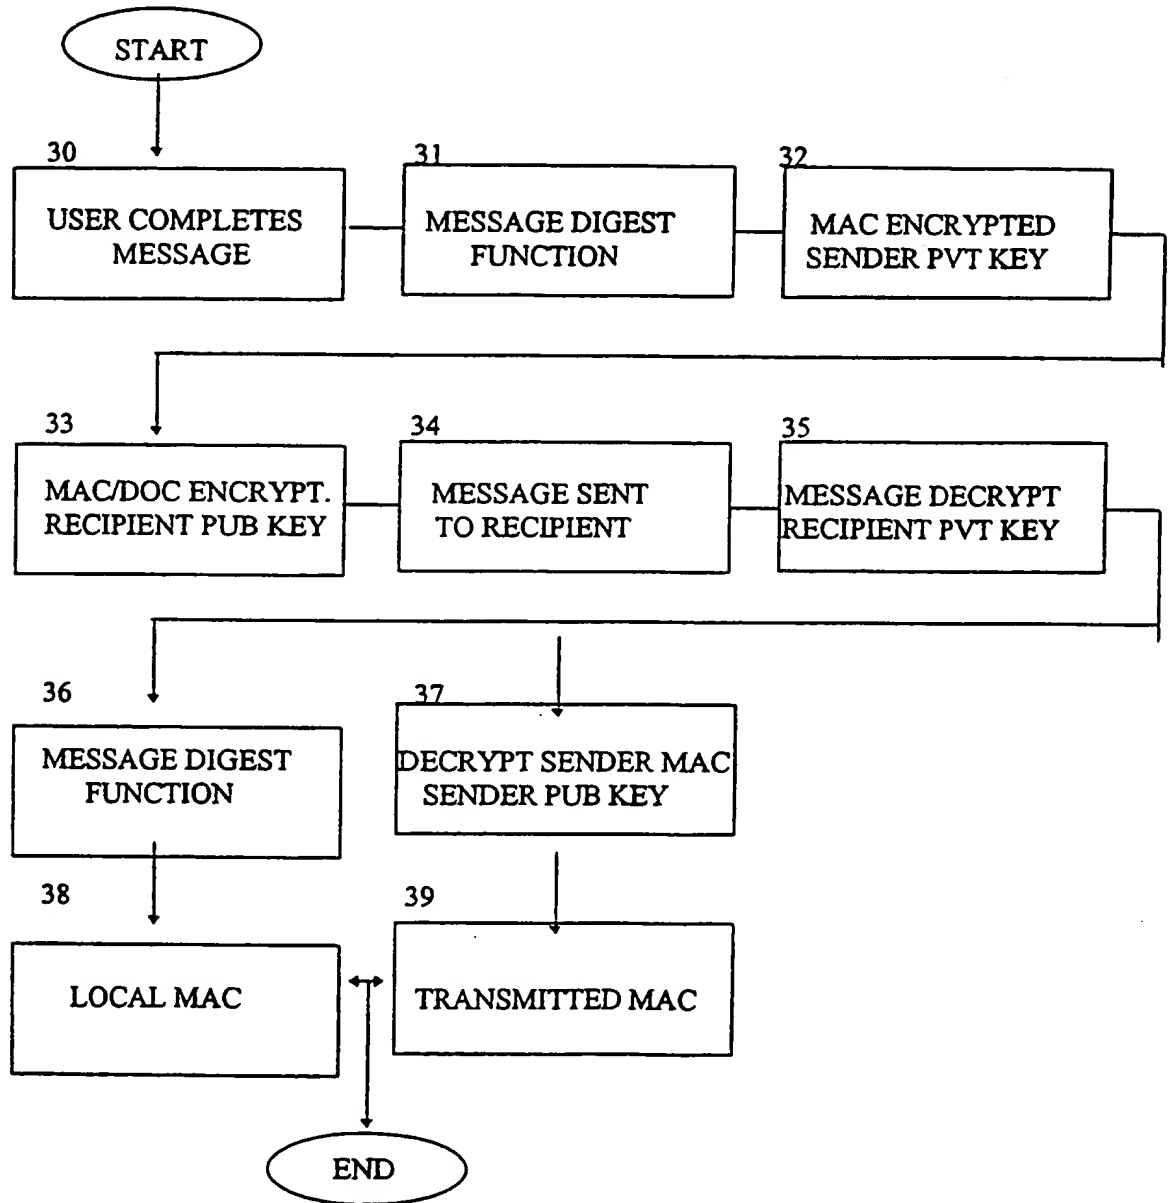 START
30
USER COMPLETES
MESSAGE
31
MESSAGE DIGEST
FUNCTION
32
MAC ENCRYPTED
SENDER PVT KEY
33
MAC/DOC ENCRYPT.
RECIPIENT PUB KEY
34
MESSAGE SENT
TO RECIPIENT
35
MESSAGE DECRYPT
RECIPIENT PVT KEY
36
MESSAGE DIGEST
FUNCTION
37
DECRYPT SENDER MAC
SENDER PUB KEY
38
LOCAL MAC
39
TRANSMITTED MAC
END